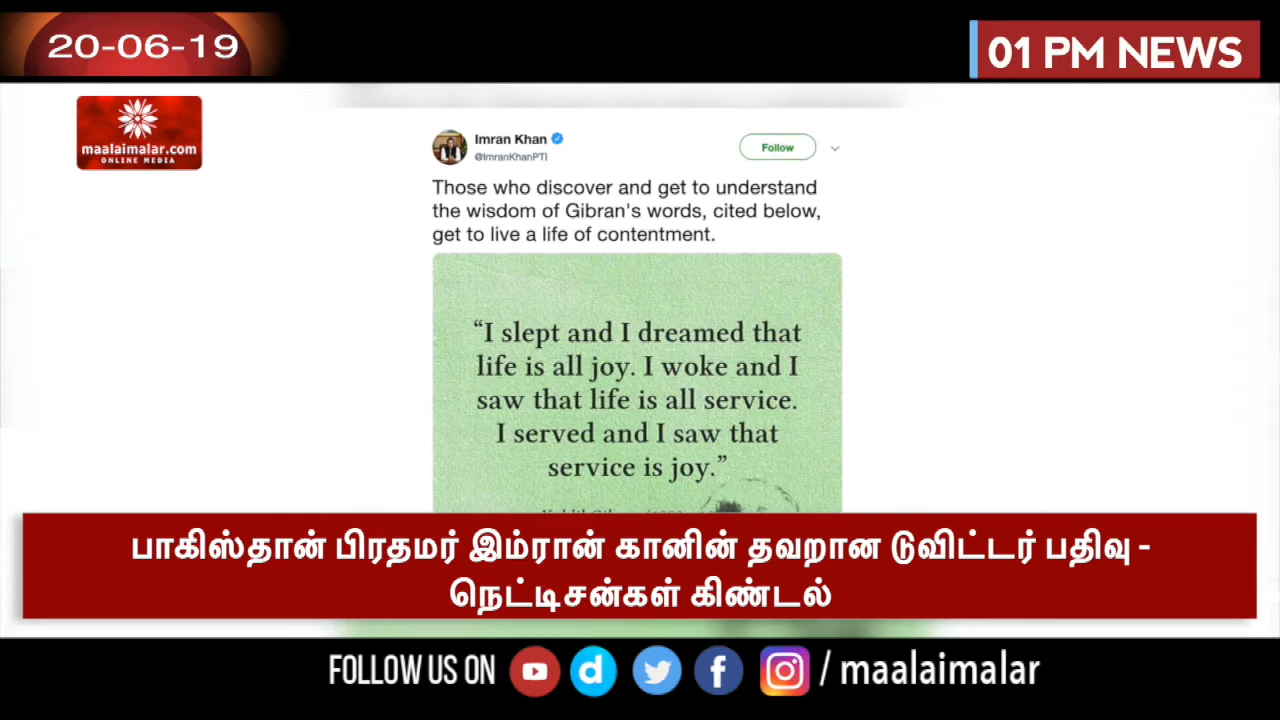 20-06-19
01 PM NEWS
maalaimalar.com
ONLINE MEDIA
Imran Khan
@ImranKhanPTI
Follow
Those who discover and get to understand
the wisdom of Gibran's words, cited below,
get to live a life of contentment.
“I slept and I dreamed that
life is all joy. I woke and I
saw that life is all service.
I served and I saw that
service is joy.”
பாகிஸ்தான் பிரதமர் இம்ரான் கானின் தவறான டுவிட்டர் பதிவு -
நெட்டிசன்கள் கிண்டல்
FOLLOW US ON / maalaimalar